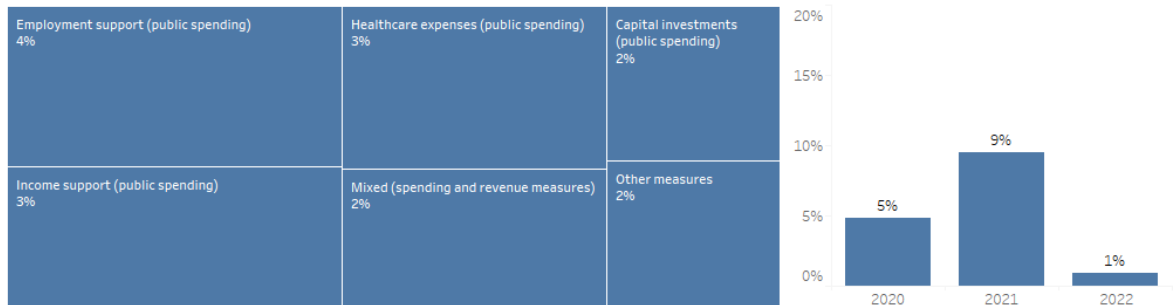 Employment support (public spending)
4%
Healthcare expenses (public spending)
3%
Capital investments
(public spending)
2%
Income support (public spending)
3%
Mixed (spending and revenue measures)
2%
Other measures
2%
20%
15%
10%
5%
0%
5%
9%
1%
2020
2021
2022